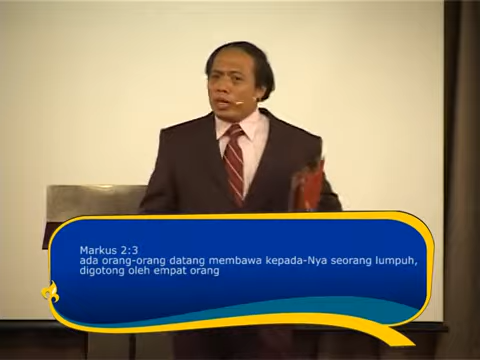 Markus 2:3
ada orang-orang datang membawa kepada-Nya seorang lumpuh,
digotong oleh empat orang